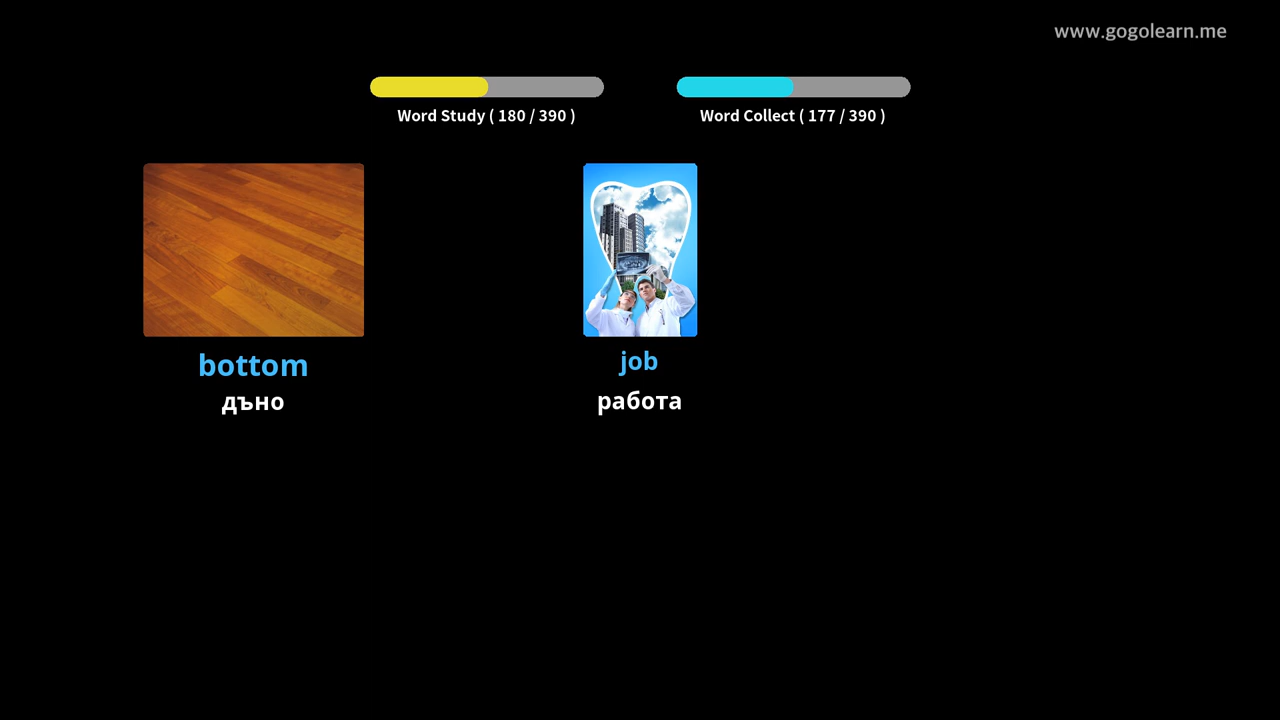 www.gogolearn.me
Word Study ( 180 / 390 )
Word Collect ( 177 / 390 )
bottom
дъно
job
работа